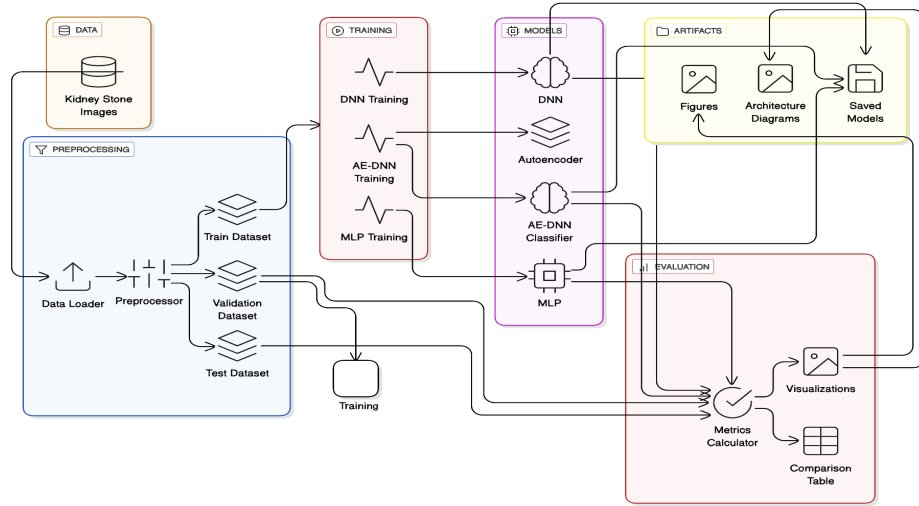 DATA
Kidney Stone
Images
PREPROCESSING
Data Loader
Preprocessor
Train Dataset
Validation
Dataset
Test Dataset
TRAINING
DNN Training
AE-DNN
Training
MLP Training
Training
MODELS
DNN
Autoencoder
AE-DNN
Classifier
MLP
ARTIFACTS
Figures
Architecture
Diagrams
Saved
Models
EVALUATION
Metrics
Calculator
Visualizations
Comparison
Table